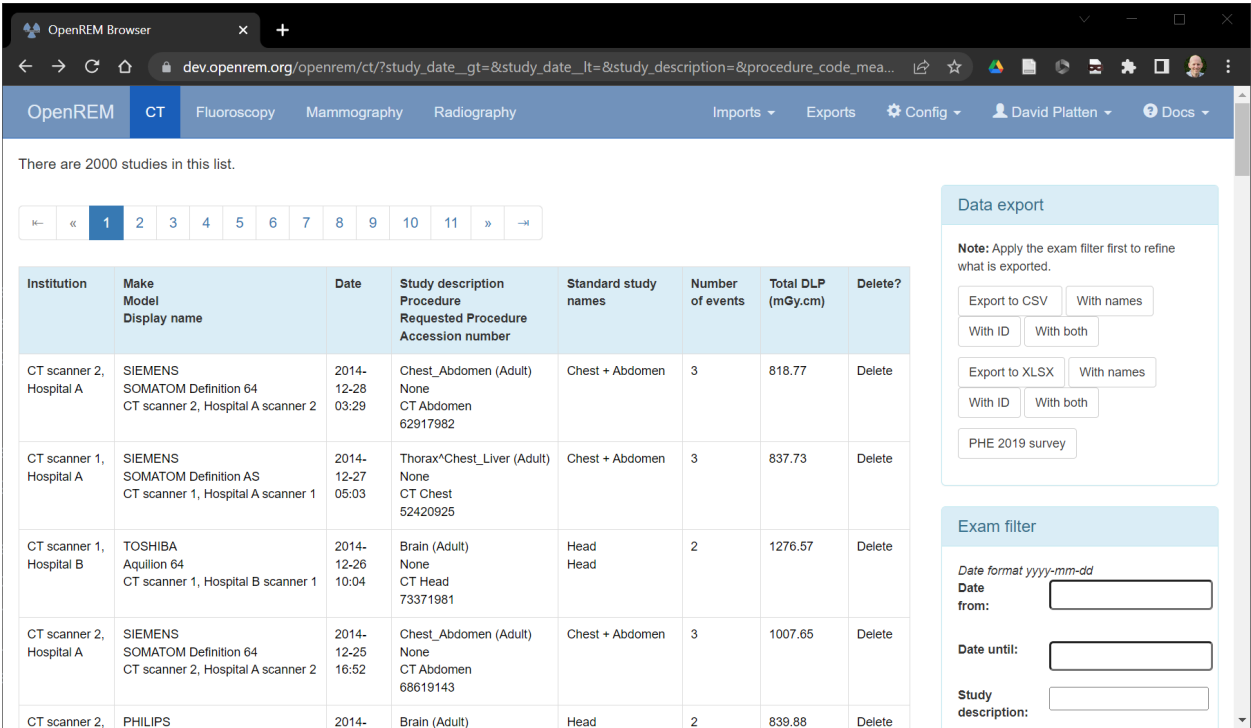 OpenREM Browser
dev.openrem.org/openrem/ct/?study_date__gt=&study_date__lt=&study_description=&procedure_code_mea...
OpenREM CT Fluoroscopy Mammography Radiography Imports Exports Config David Platten Docs
There are 2000 studies in this list.
⇤ « 1 2 3 4 5 6 7 8 9 10 11 » ⇥
Institution Make Date Study description Standard study Number Total DLP Delete?
Model Procedure names of events (mGy.cm)
Display name Requested Procedure
Accession number
CT scanner 2, SIEMENS 2014- Chest_Abdomen (Adult) Chest + Abdomen 3 818.77 Delete
Hospital A SOMATOM Definition 64 12-28 None
CT scanner 2, Hospital A scanner 2 03:29 CT Abdomen
62917982
CT scanner 1, SIEMENS 2014- Thorax^Chest_Liver (Adult) Chest + Abdomen 3 837.73 Delete
Hospital A SOMATOM Definition AS 12-27 None
CT scanner 1, Hospital A scanner 1 05:03 CT Chest
52420925
CT scanner 1, TOSHIBA 2014- Brain (Adult) Head 2 1276.57 Delete
Hospital B Aquilion 64 12-26 None Head
CT scanner 1, Hospital B scanner 1 10:04 CT Head
73371981
CT scanner 2, SIEMENS 2014- Chest_Abdomen (Adult) Chest + Abdomen 3 1007.65 Delete
Hospital A SOMATOM Definition 64 12-25 None
CT scanner 2, Hospital A scanner 2 16:52 CT Abdomen
68619143
CT scanner 2, PHILIPS 2014- Brain (Adult) Head 2 839.88 Delete
Data export
Note: Apply the exam filter first to refine
what is exported.
Export to CSV With names
With ID With both
Export to XLSX With names
With ID With both
PHE 2019 survey
Exam filter
Date format yyyy-mm-dd
Date
from:
Date until:
Study
description: